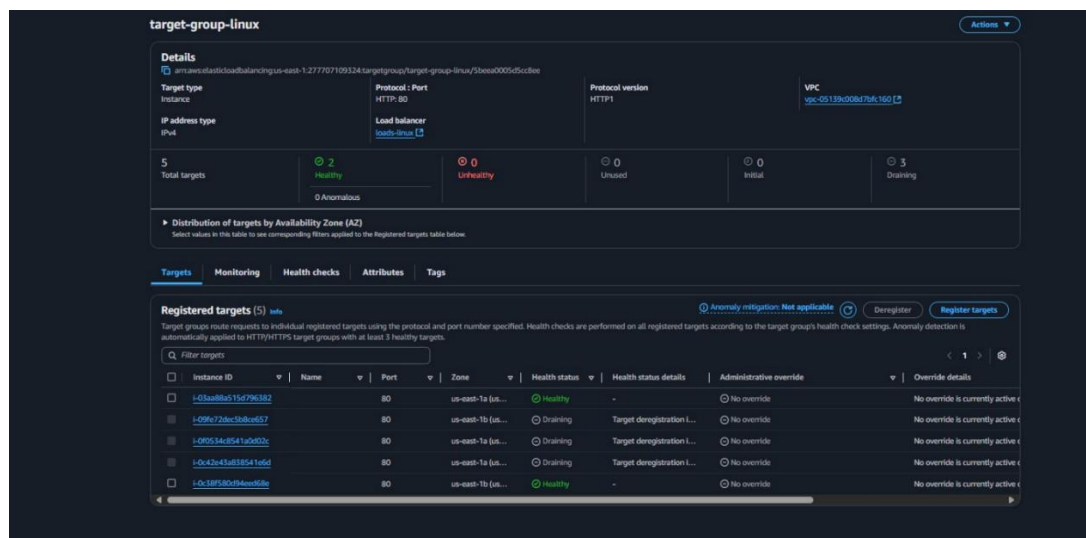 target-group-linux
Actions
Details
arn:aws:elasticloadbalancing:us-east-1:277707109324:targetgroup/target-group-linux/5beea0005d5cc8ee
Target type
Instance
Protocol : Port
HTTP: 80
Protocol version
HTTP1
VPC
vpc-05139c008d7bfc160
IP address type
IPv4
Load balancer
loads-linux
5
Total targets
2
Healthy
0 Anomalous
0
Unhealthy
0
Unused
0
Initial
3
Draining
Distribution of targets by Availability Zone (AZ)
Select values in this table to see corresponding filters applied to the Registered targets table below.
Targets Monitoring Health checks Attributes Tags
Registered targets (5) Info
Anomaly mitigation: Not applicable
Deregister
Register targets
Target groups route requests to individual registered targets using the protocol and port number specified. Health checks are performed on all registered targets according to the target group's health check settings. Anomaly detection is
automatically applied to HTTP/HTTPS target groups with at least 3 healthy targets.
Filter targets
1
Instance ID Name Port Zone Health status Health status details Administrative override Override details
i-03aa88a515d796382 80 us-east-1a (us... Healthy - No override No override is currently active
i-09fe72dec5b8ce657 80 us-east-1b (us... Draining Target deregistration i... No override No override is currently active
i-0f0534c8541a0d02c 80 us-east-1a (us... Draining Target deregistration i... No override No override is currently active
i-0c42e43a838541e6d 80 us-east-1a (us... Draining Target deregistration i... No override No override is currently active
i-0c38f580d94eed68e 80 us-east-1b (us... Healthy - No override No override is currently active